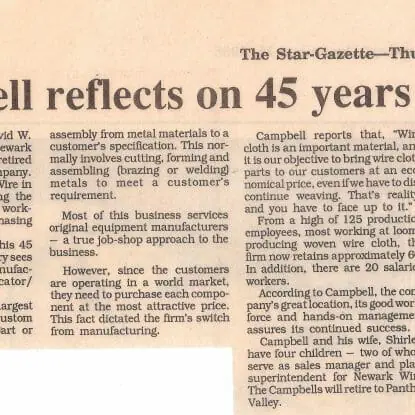 The Star-Gazette—Thu
ell reflects on 45 years
vid W.
ewark
retired
mpany.
Wire in
ng the
work-
hasing
his 45
ry sees
nufac-
cator/
largest
ustom
art or
assembly from metal materials to a
customer's specification. This nor-
mally involves cutting, forming and
assembling (brazing or welding)
metals to meet a customer's
requirement.
Most of this business services
original equipment manufacturers
— a true job-shop approach to the
business.
However, since the customers
are operating in a world market,
they need to purchase each compo-
nent at the most attractive price.
This fact dictated the firm's switch
from manufacturing.
Campbell reports that, "Wir
cloth is an important material, an
it is our objective to bring wire clo
parts to our customers at an eco
nomical price, even if we have to dis
continue weaving. That's reality
and you have to face up to it."
From a high of 125 production
employees, most working at loom
producing woven wire cloth, th
firm now retains approximately 6
In addition, there are 20 salarie
workers.
According to Campbell, the com
pany's great location, its good wor
force and hands-on managemen
assures its continued success.
Campbell and his wife, Shirle
have four children – two of who
serve as sales manager and pla
superintendent for Newark Wir
The Campbells will retire to Panth
Valley.